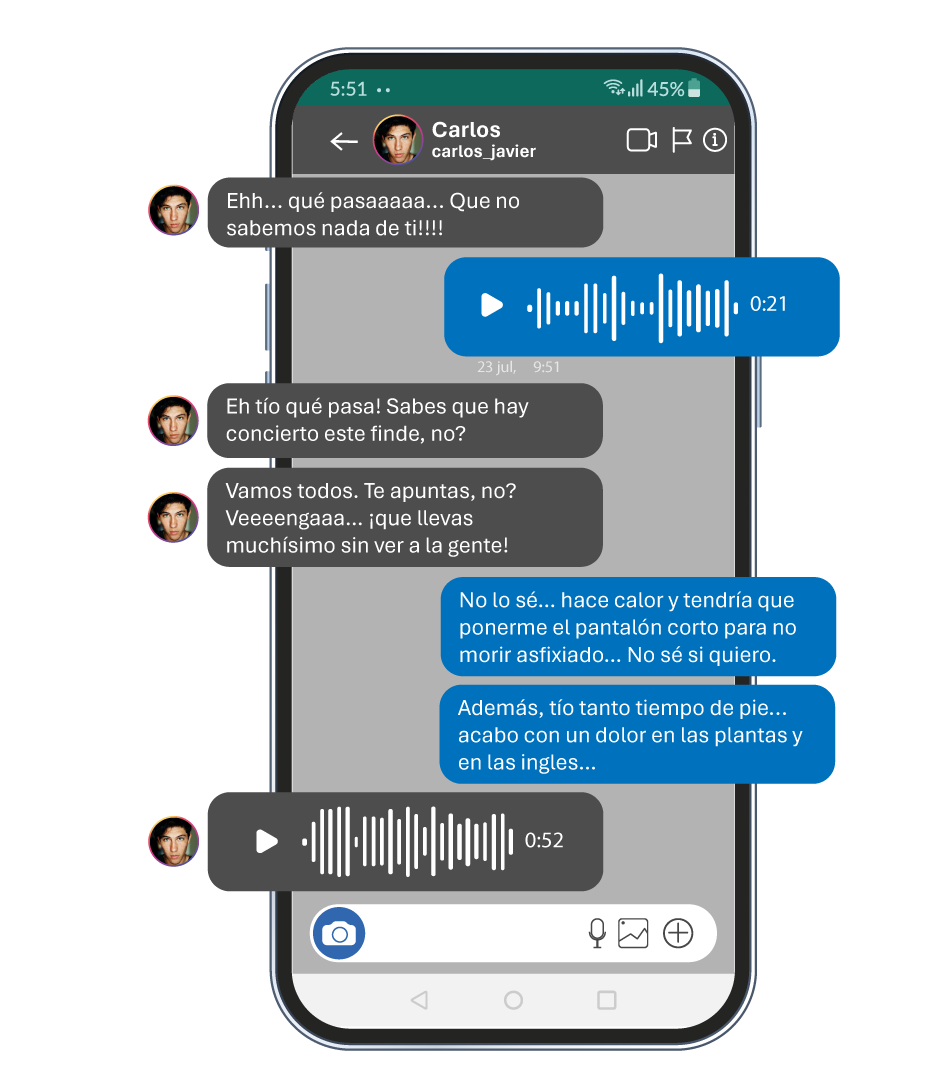 5:51
45%
Carlos
carlos_javier
Ehh... qué pasaaaaa... Que no
sabemos nada de ti!!!!
0:21
23 jul, 9:51
Eh tío qué pasa! Sabes que hay
concierto este finde, no?
Vamos todos. Te apuntas, no?
Veeeengaaa... ¡que llevas
muchísimo sin ver a la gente!
No lo sé... hace calor y tendría que
ponerme el pantalón corto para no
morir asfixiado... No sé si quiero.
Además, tío tanto tiempo de pie...
acabo con un dolor en las plantas y
en las ingles...
0:52